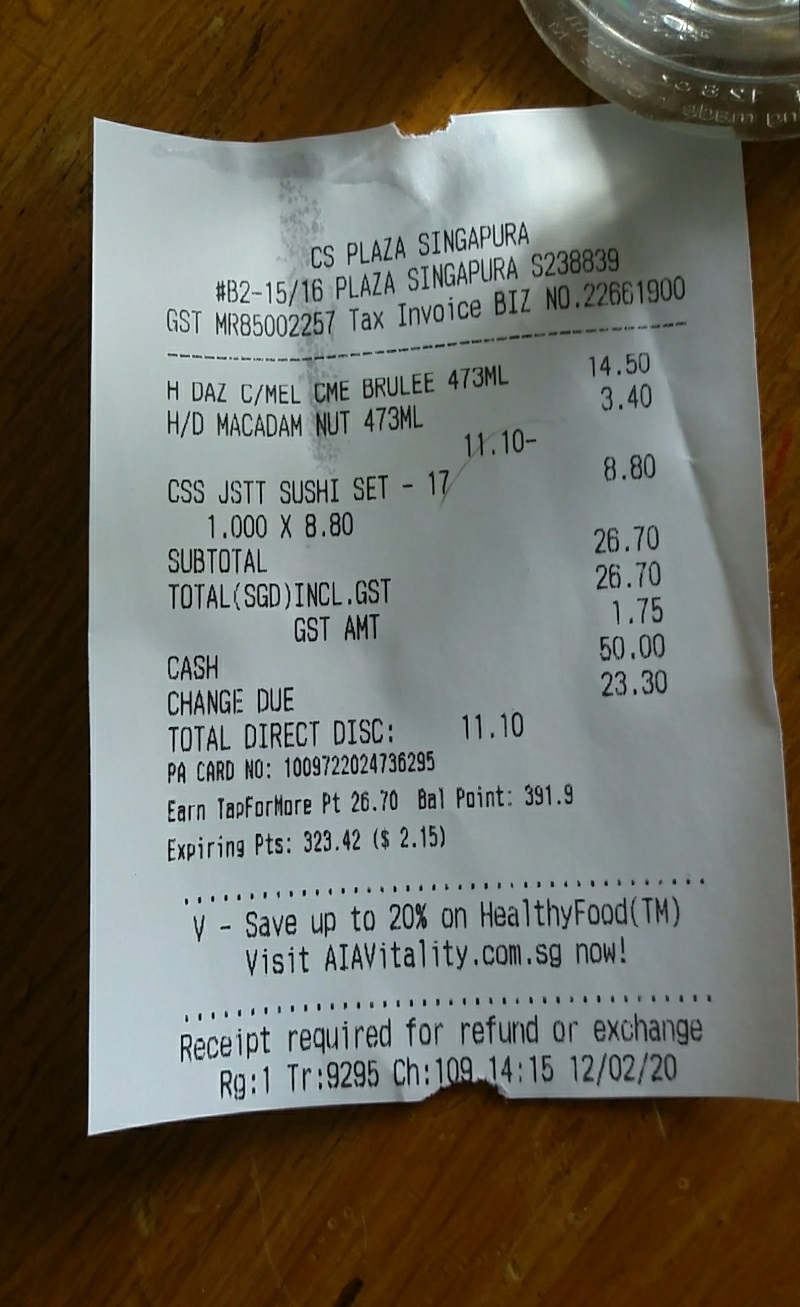 CS PLAZA SINGAPURA
#B2-15/16 PLAZA SINGAPURA S238839
GST MR85002257 Tax Invoice BIZ NO.22661900
H DAZ C/MEL CME BRULEE 473ML 14.50
H/D MACADAM NUT 473ML 3.40
11.10-
CSS JSTT SUSHI SET - 17 8.80
1.000 X 8.80
SUBTOTAL 26.70
TOTAL(SGD)INCL.GST 26.70
GST AMT 1.75
CASH 50.00
CHANGE DUE 23.30
TOTAL DIRECT DISC: 11.10
PA CARD NO: 1009722024736295
Earn TapForMore Pt 26.70 Bal Point: 391.9
Expiring Pts: 323.42 ($ 2.15)
V - Save up to 20% on HealthyFood(TM)
Visit AIAVitality.com.sg now!
Receipt required for refund or exchange
Rg:1 Tr:9295 Ch:109 14:15 12/02/20